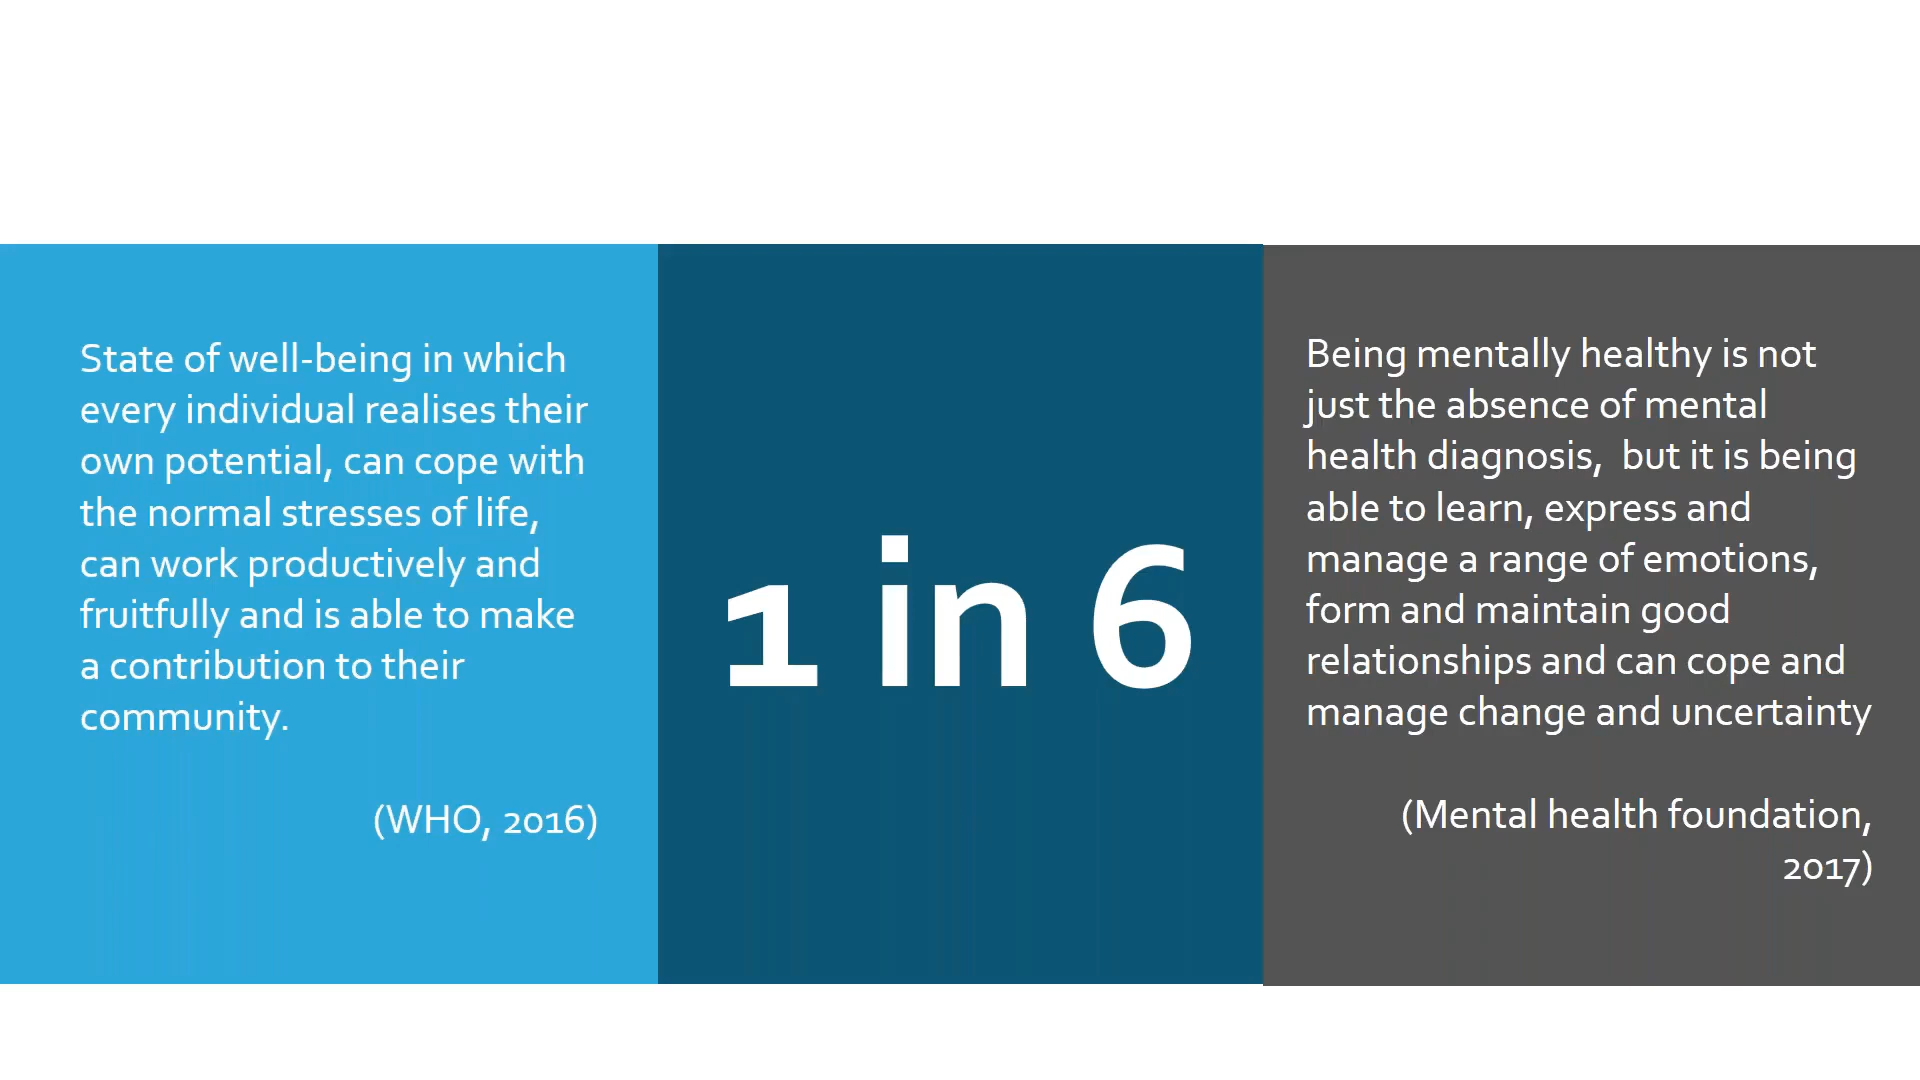 State of well-being in which
every individual realises their
own potential, can cope with
the normal stresses of life,
can work productively and
fruitfully and is able to make
a contribution to their
community.
(WHO, 2016)
1 in 6
Being mentally healthy is not
just the absence of mental
health diagnosis,  but it is being
able to learn, express and
manage a range of emotions,
form and maintain good
relationships and can cope and
manage change and uncertainty
(Mental health foundation,
2017)